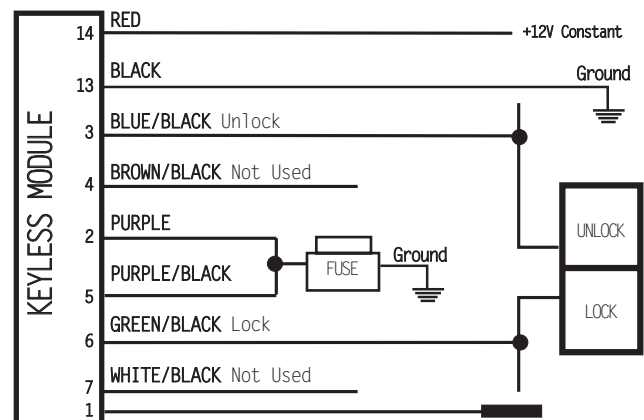 14 RED +12V Constant
13 BLACK Ground
3 BLUE/BLACK Unlock
4 BROWN/BLACK Not Used
2 PURPLE
FUSE Ground
5 PURPLE/BLACK
6 GREEN/BLACK Lock
7 WHITE/BLACK Not Used
1
KEYLESS MODULE
UNLOCK
LOCK